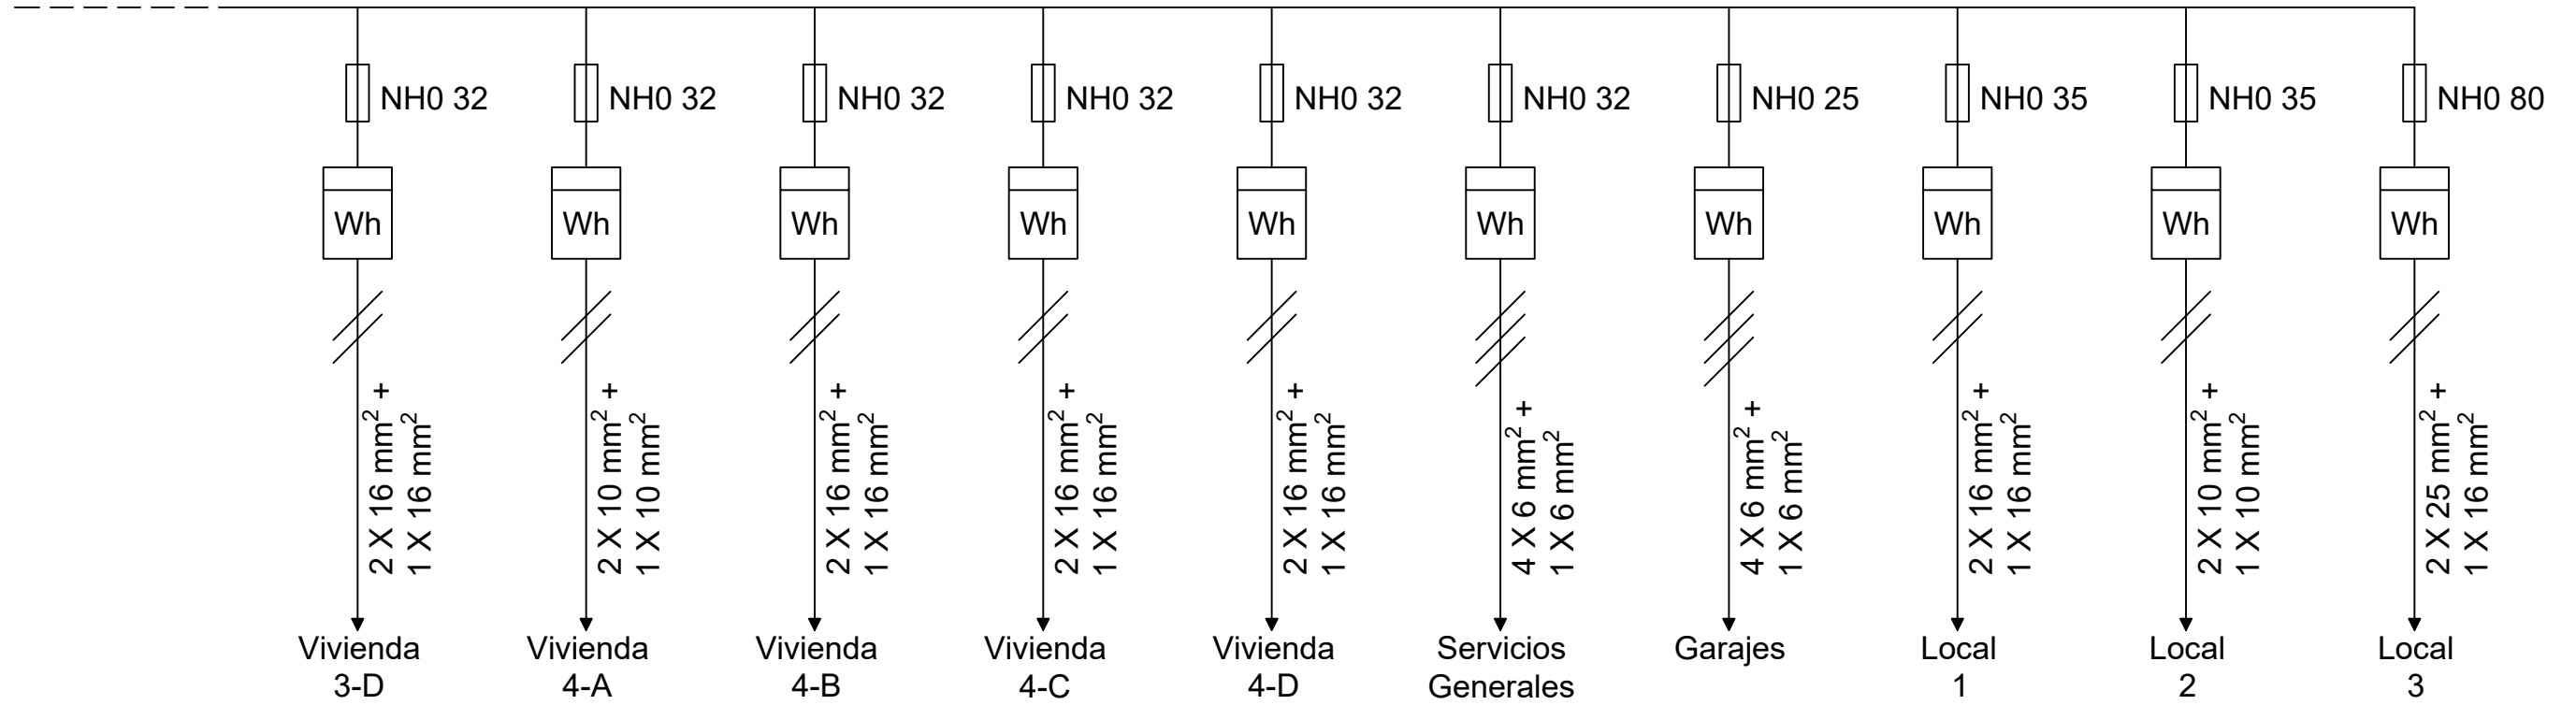 NH0 32
NH0 32
NH0 32
NH0 32
NH0 32
NH0 32
NH0 25
NH0 35
NH0 35
NH0 80
Wh
Wh
Wh
Wh
Wh
Wh
Wh
Wh
Wh
Wh
2 X 16 mm² +
1 X 16 mm²
2 X 10 mm² +
1 X 10 mm²
2 X 16 mm² +
1 X 16 mm²
2 X 16 mm² +
1 X 16 mm²
2 X 16 mm² +
1 X 16 mm²
4 X 6 mm² +
1 X 6 mm²
4 X 6 mm² +
1 X 6 mm²
2 X 16 mm² +
1 X 16 mm²
2 X 10 mm² +
1 X 10 mm²
2 X 25 mm² +
1 X 16 mm²
Vivienda
3-D
Vivienda
4-A
Vivienda
4-B
Vivienda
4-C
Vivienda
4-D
Servicios
Generales
Garajes
Local
1
Local
2
Local
3